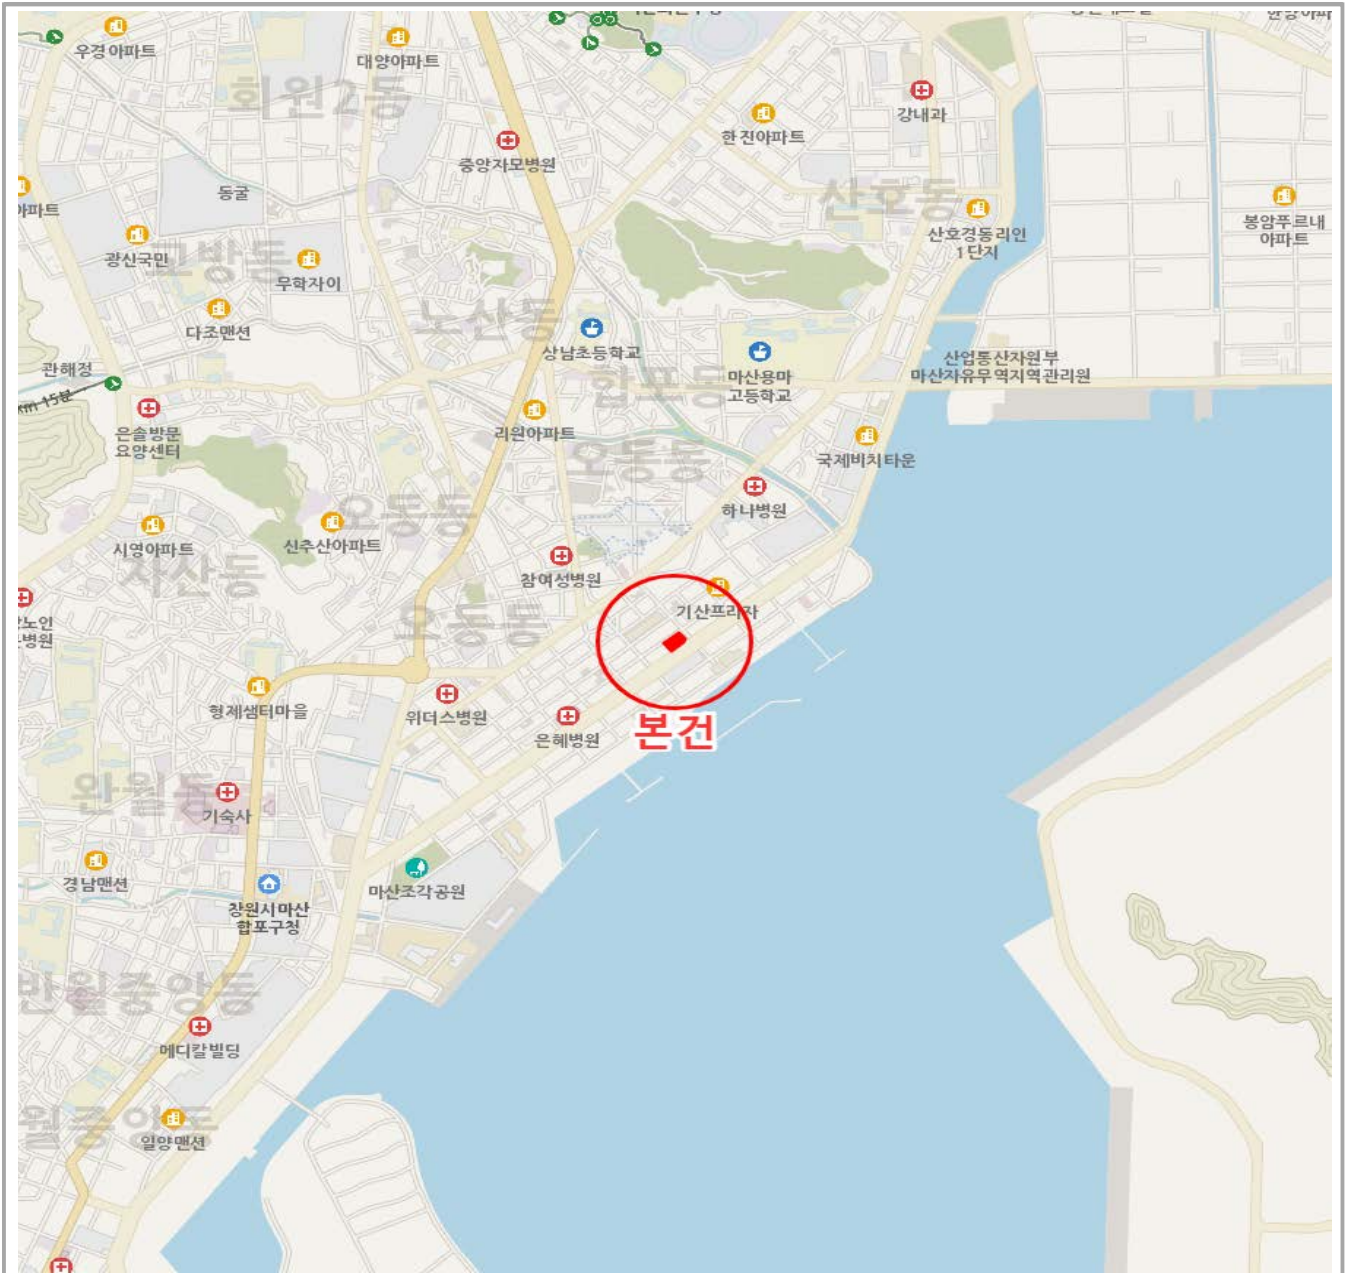 우경아파트
대양아파트
회원2동
강내과
한진아파트
중앙자모병원
동굴
아파트
산호동
봉암푸르내
아파트
산호경동리인
1단지
광신국민
교방동
무학자이
노산동
다조맨션
상남초등학교
산업통상자원부
마산자유무역지역관리원
관해정
마산용마
고등학교
합포동
km 15분
은솔방문
요양센터
리원아파트
오동동
국제비치타운
하나병원
오동동
시영아파트
신추산아파트
자산동
참여성병원
기산프라자
오동동
노인
병원
형제샘터마을
위더스병원
은혜병원
본건
완월동
기숙사
경남맨션
마산조각공원
창원시마산
합포구청
반월중앙동
메디칼빌딩
월중앙동
일양맨션